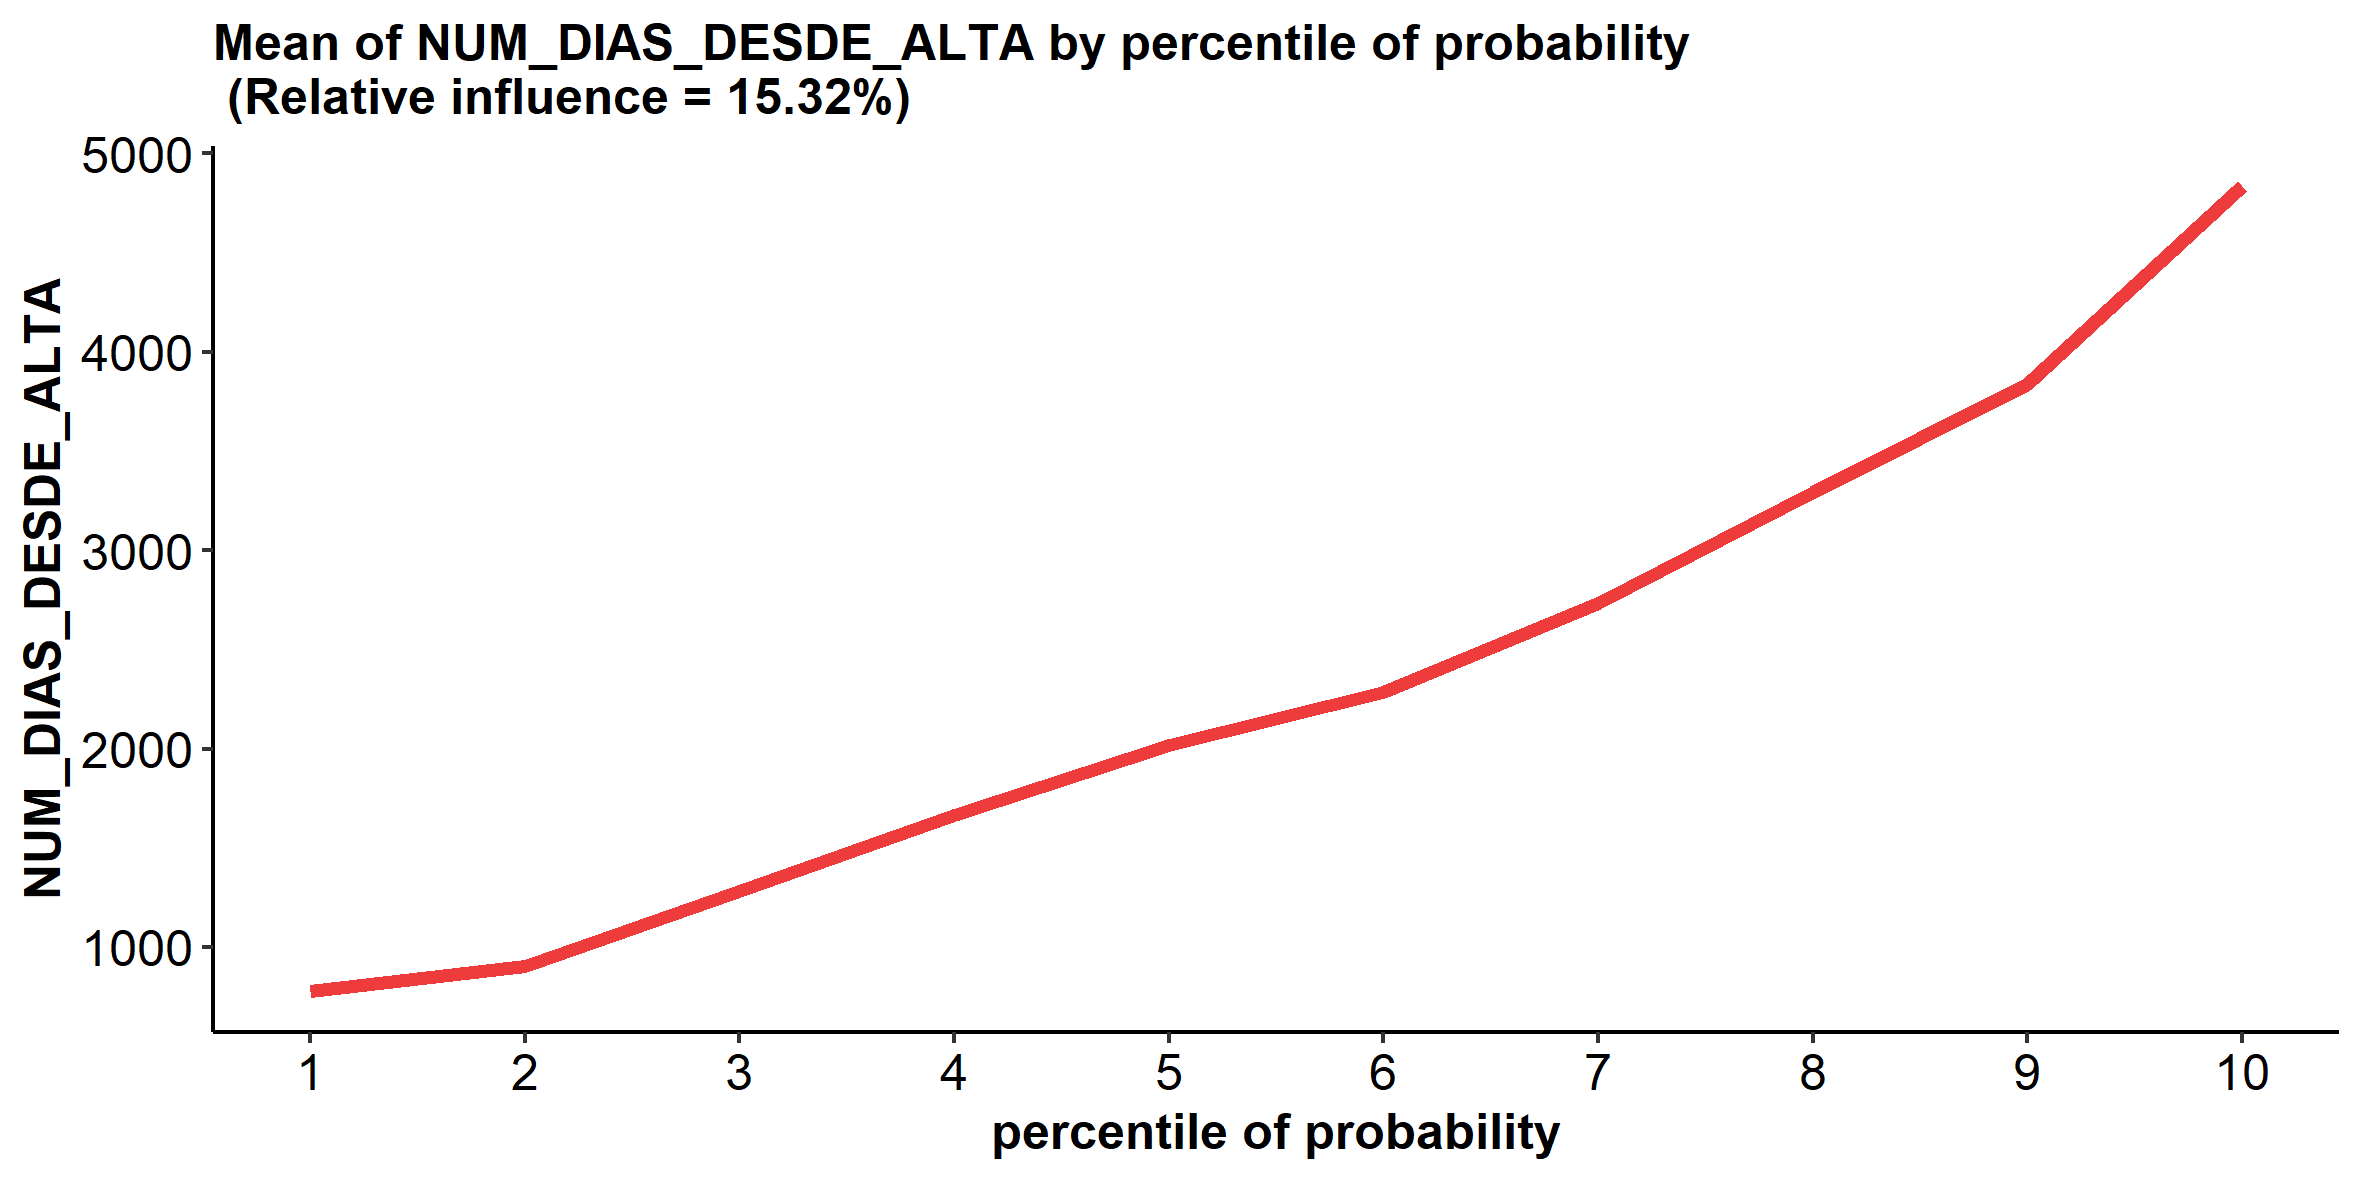 Mean of NUM_DIAS_DESDE_ALTA by percentile of probability
(Relative influence = 15.32%)
NUM_DIAS_DESDE_ALTA
5000
4000
3000
2000
1000
1 2 3 4 5 6 7 8 9 10
percentile of probability